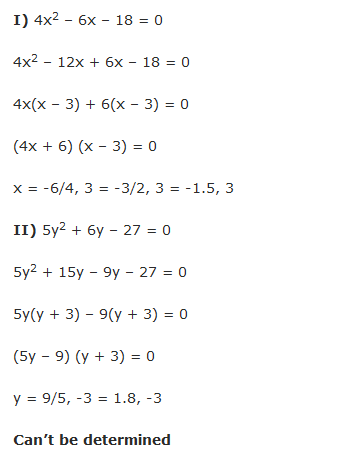 I) 4x² – 6x – 18 = 0
4x² – 12x + 6x – 18 = 0
4x(x – 3) + 6(x – 3) = 0
(4x + 6) (x – 3) = 0
x = -6/4, 3 = -3/2, 3 = -1.5, 3
II) 5y² + 6y – 27 = 0
5y² + 15y – 9y – 27 = 0
5y(y + 3) – 9(y + 3) = 0
(5y – 9) (y + 3) = 0
y = 9/5, -3 = 1.8, -3
Can’t be determined